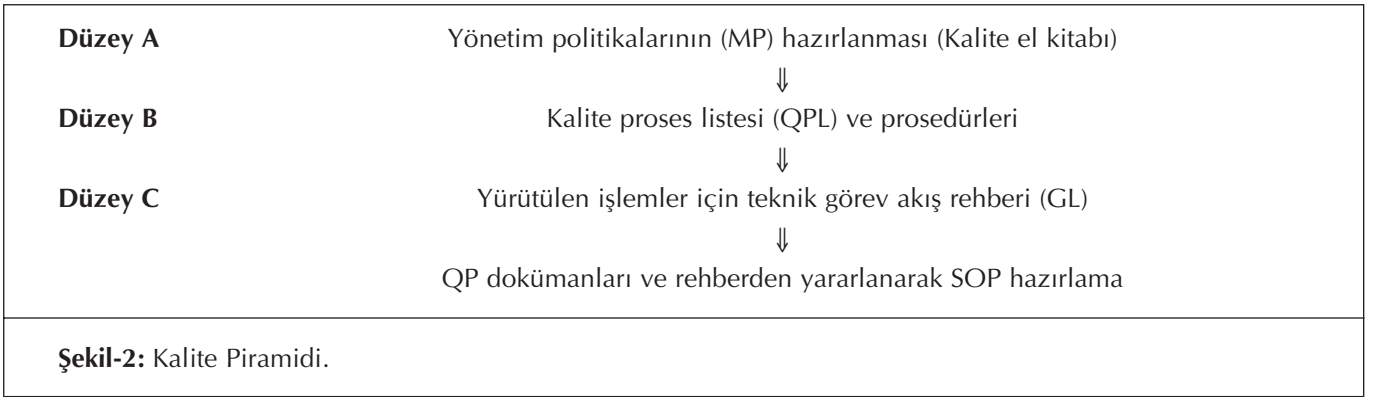 Düzey A Yönetim politikalarının (MP) hazırlanması (Kalite el kitabı)
⇓
Düzey B Kalite proses listesi (QPL) ve prosedürleri
⇓
Düzey C Yürütülen işlemler için teknik görev akış rehberi (GL)
⇓
QP dokümanları ve rehberden yararlanarak SOP hazırlama
Şekil-2: Kalite Piramidi.